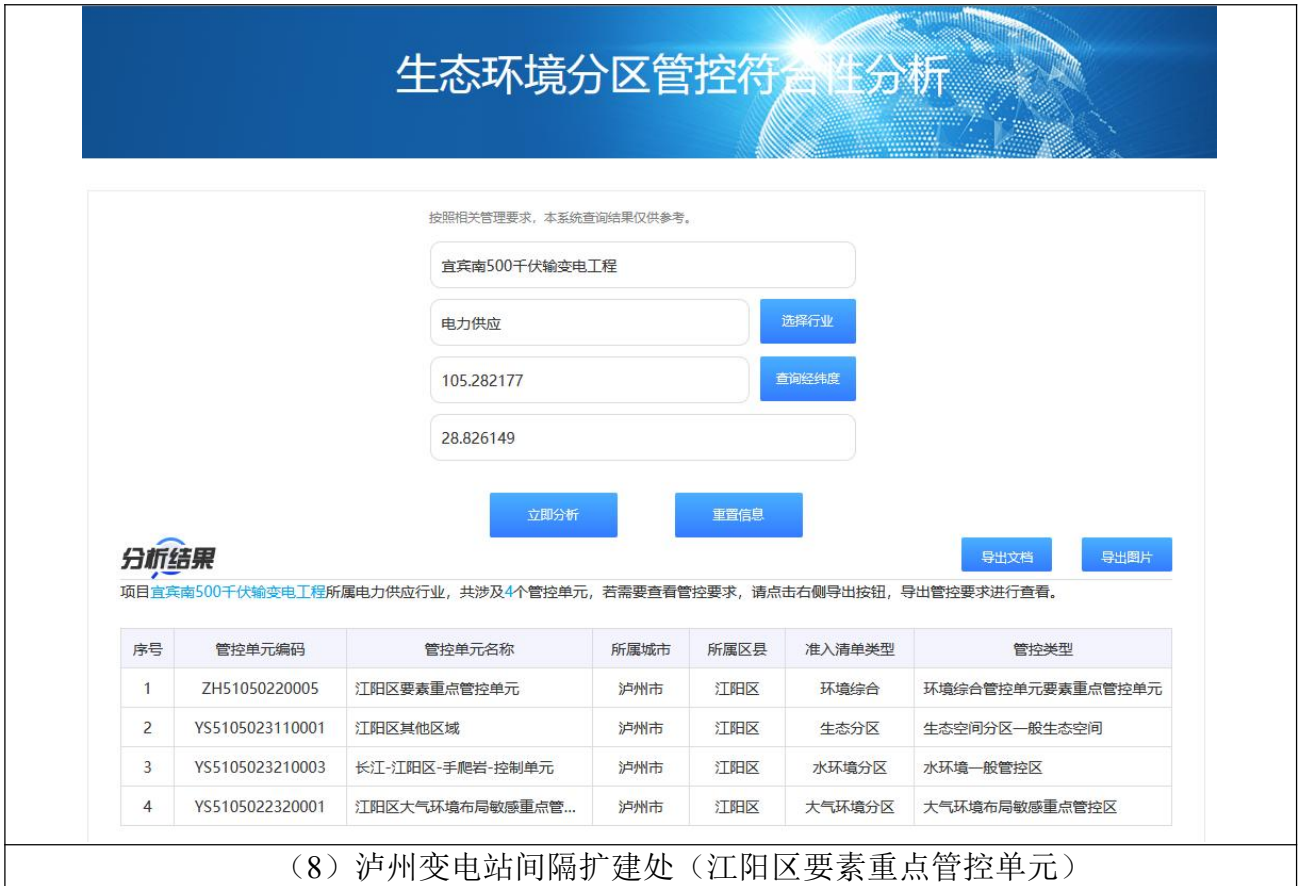 生态环境分区管控符合性分析
按照相关管理要求，本系统查询结果仅供参考。
宜宾南500千伏输变电工程
电力供应 选择行业
105.282177 查询经纬度
28.826149
立即分析 重置信息
分析结果 导出文档 导出图片
项目宜宾南500千伏输变电工程所属电力供应行业，共涉及4个管控单元，若需要查看管控要求，请点击右侧导出按钮，导出管控要求进行查看。
序号 管控单元编码 管控单元名称 所属城市 所属区县 准入清单类型 管控类型
1 ZH51050220005 江阳区要素重点管控单元 泸州市 江阳区 环境综合 环境综合管控单元要素重点管控单元
2 YS5105023110001 江阳区其他区域 泸州市 江阳区 生态分区 生态空间分区一般生态空间
3 YS5105023210003 长江-江阳区-手爬岩-控制单元 泸州市 江阳区 水环境分区 水环境一般管控区
4 YS5105022320001 江阳区大气环境布局敏感重点管... 泸州市 江阳区 大气环境分区 大气环境布局敏感重点管控区
（8）泸州变电站间隔扩建处（江阳区要素重点管控单元）